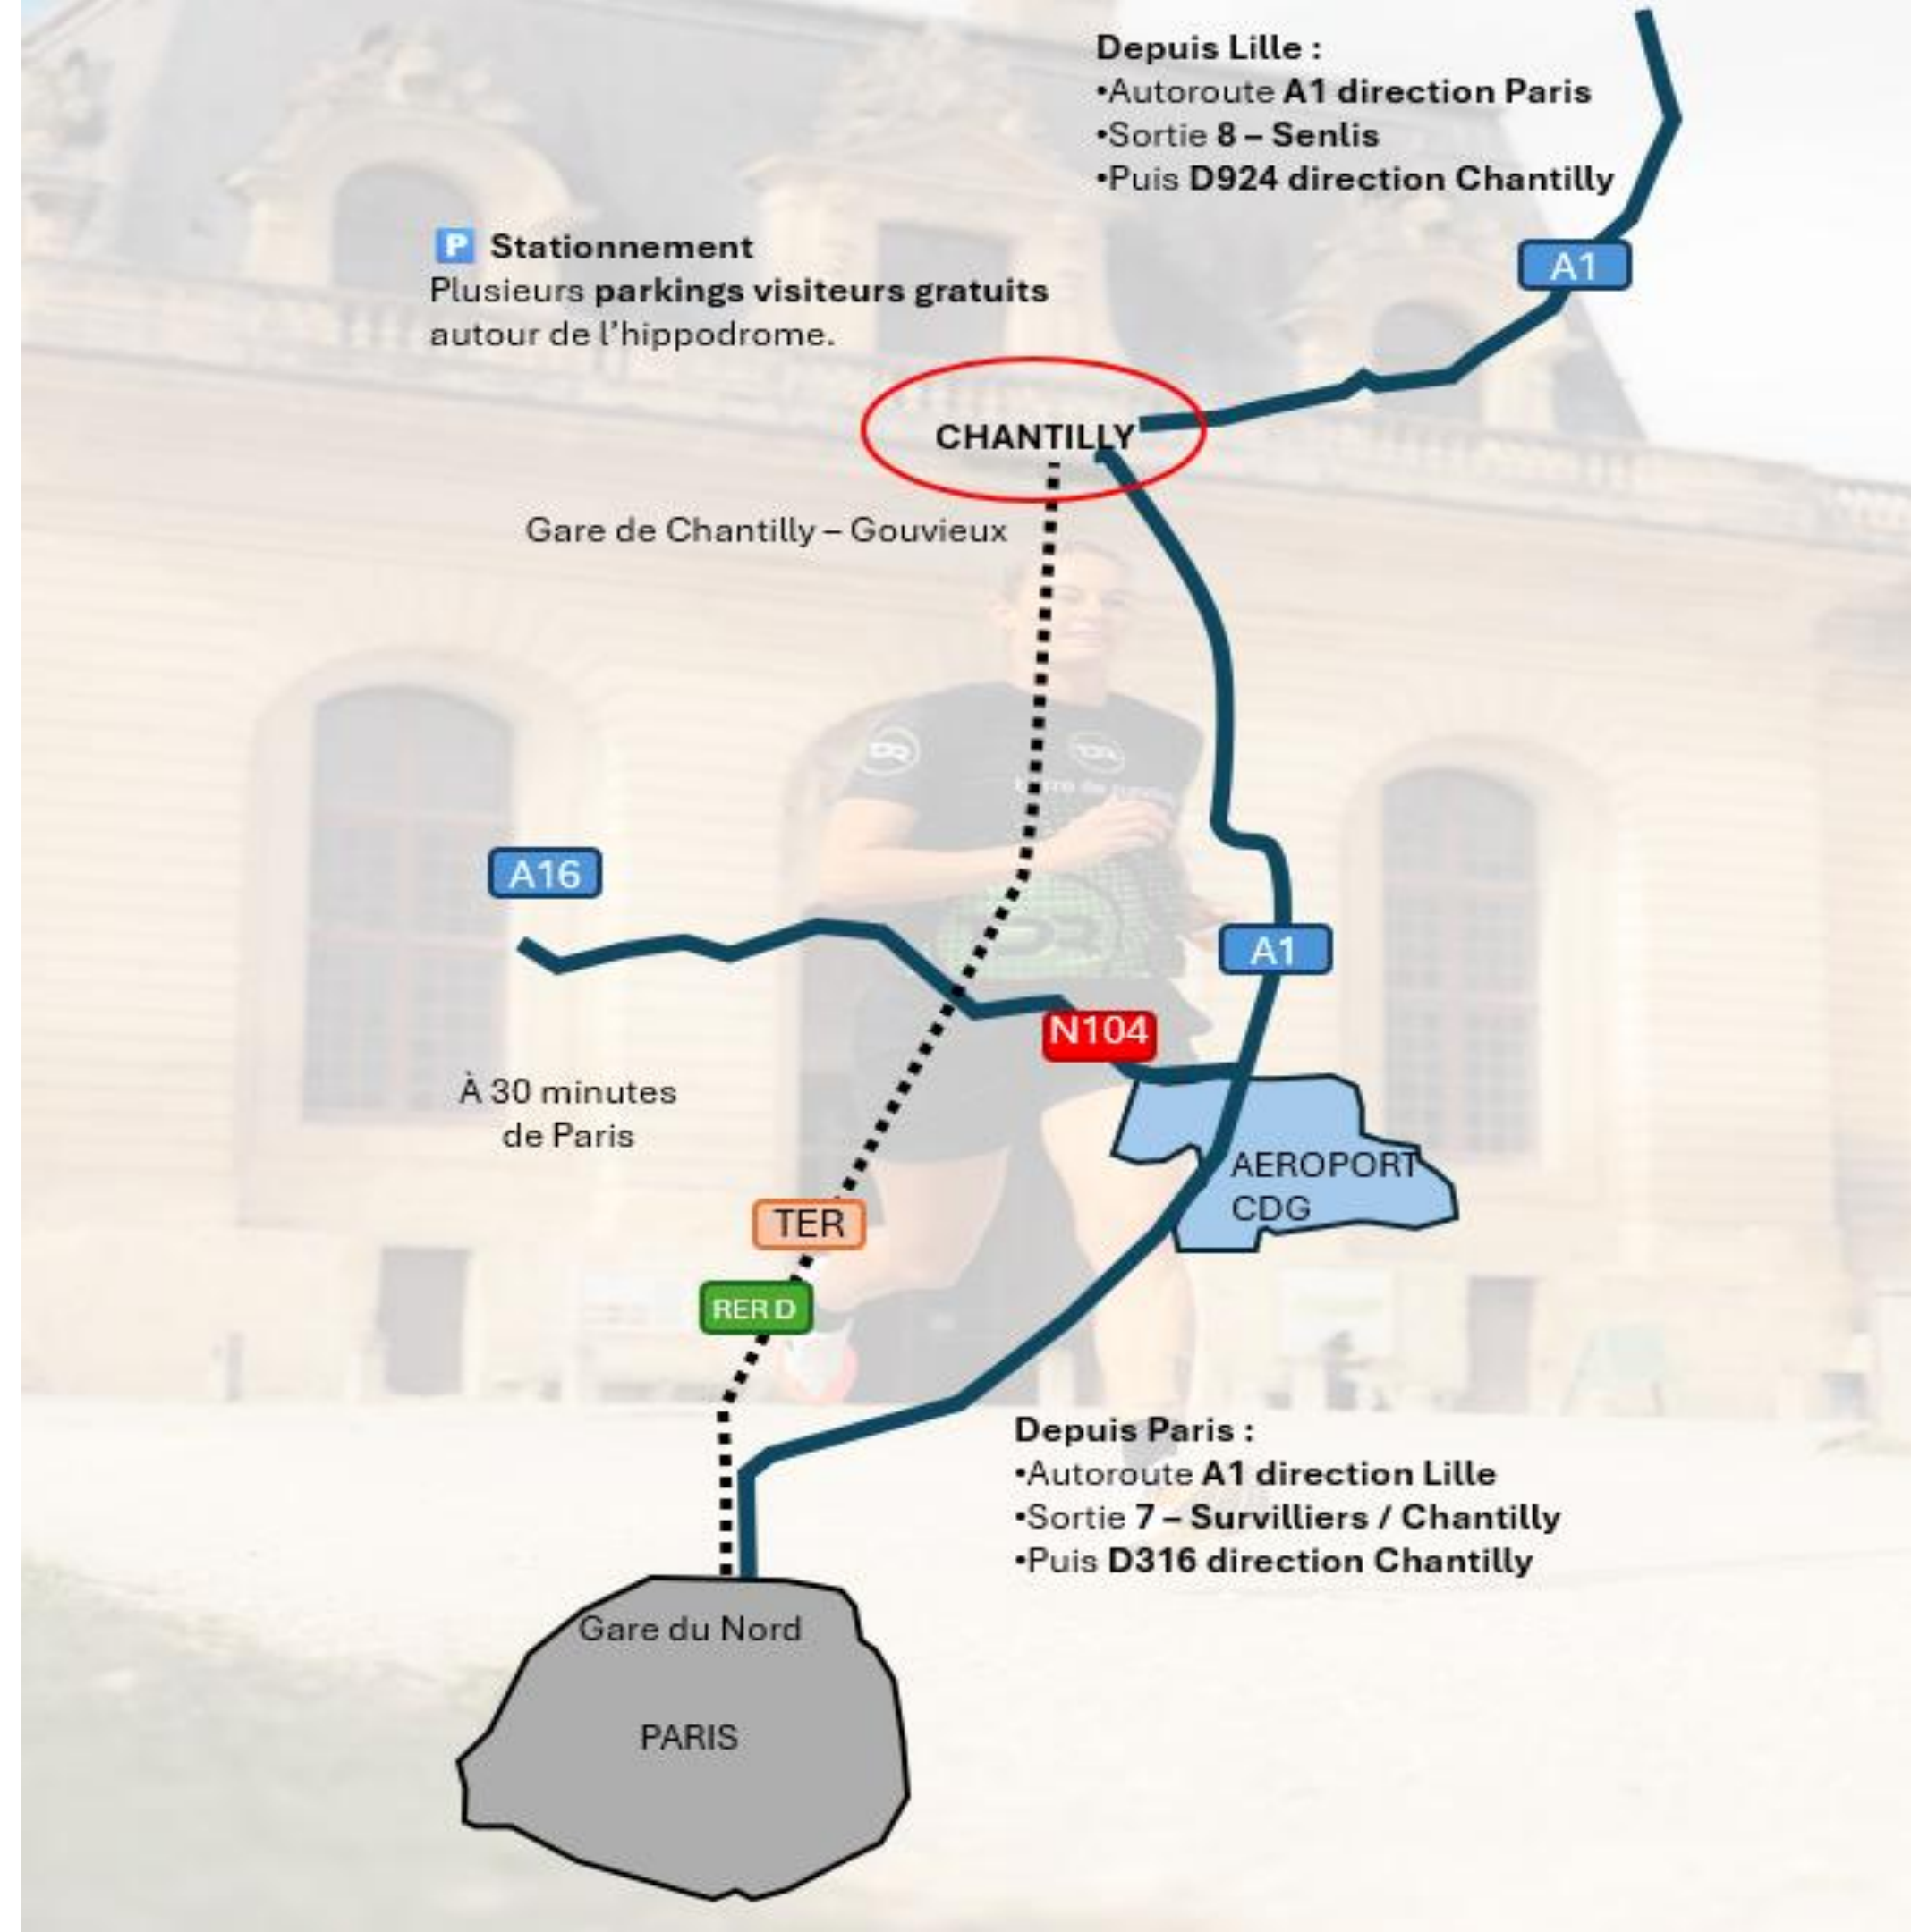 Depuis Lille :
•Autoroute A1 direction Paris
•Sortie 8 – Senlis
•Puis D924 direction Chantilly
A1
P Stationnement
Plusieurs parkings visiteurs gratuits
autour de l'hippodrome.
CHANTILLY
Gare de Chantilly – Gouvieux
A16
A1
N104
À 30 minutes
de Paris
AEROPORT
CDG
TER
RER D
Depuis Paris :
•Autoroute A1 direction Lille
•Sortie 7 – Survilliers / Chantilly
•Puis D316 direction Chantilly
Gare du Nord
PARIS